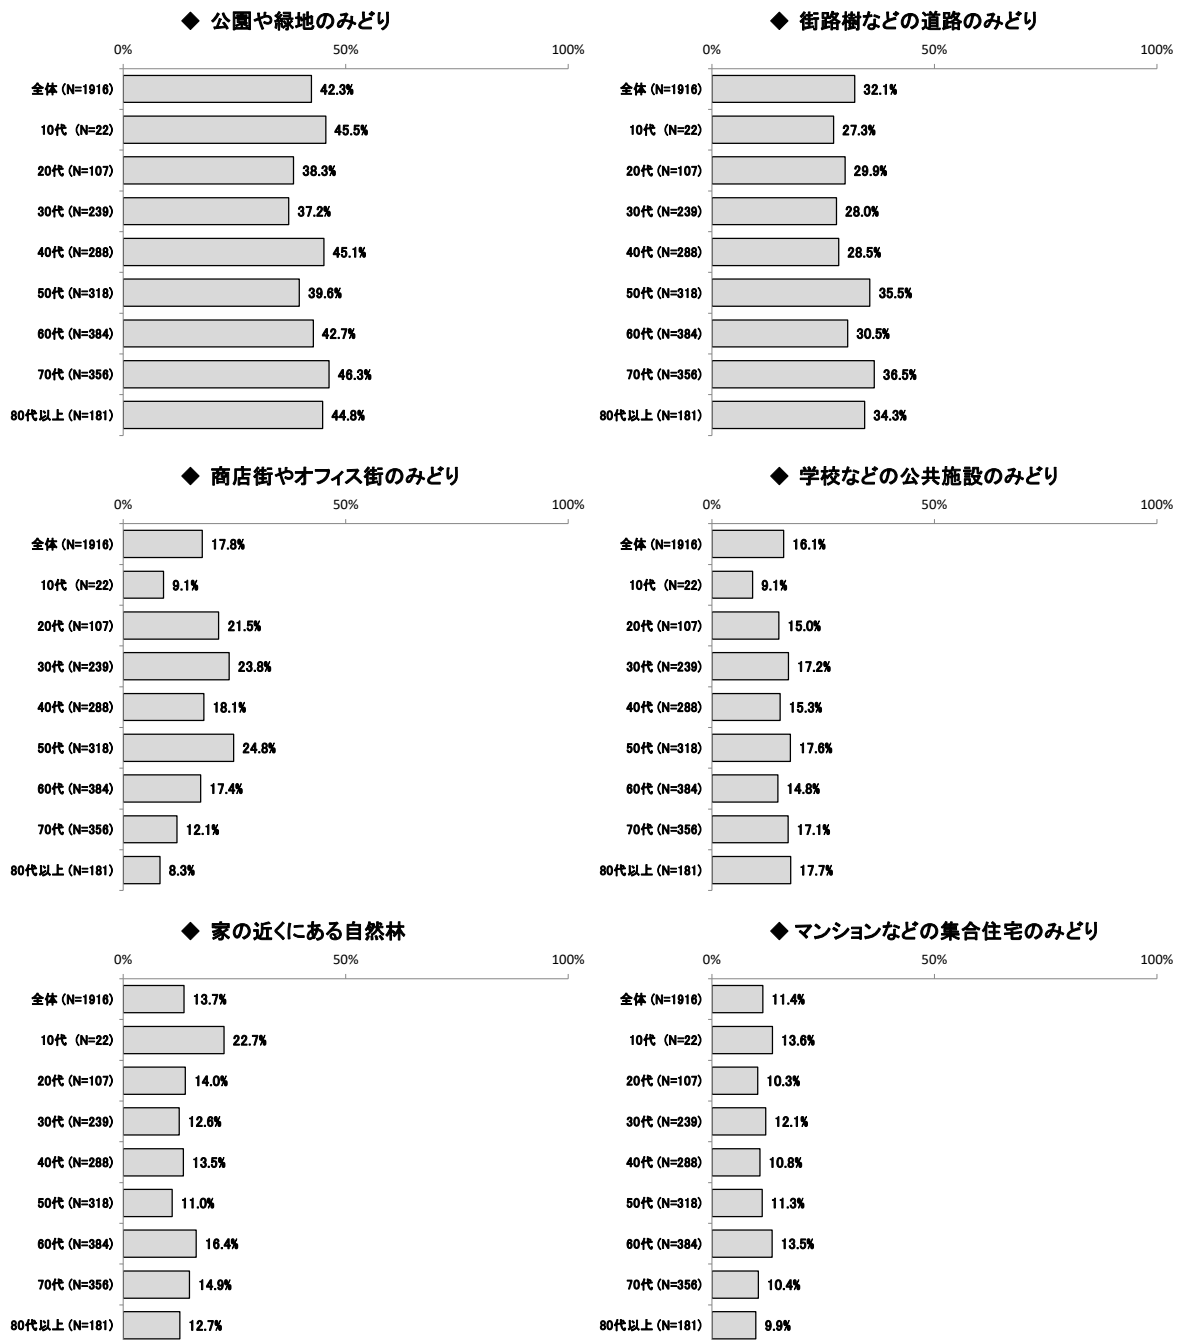 ◆ 公園や緑地のみどり
0% 50% 100%
全体 (N=1916) 42.3%
10代 (N=22) 45.5%
20代 (N=107) 38.3%
30代 (N=239) 37.2%
40代 (N=288) 45.1%
50代 (N=318) 39.6%
60代 (N=384) 42.7%
70代 (N=356) 46.3%
80代以上 (N=181) 44.8%
◆ 街路樹などの道路のみどり
0% 50% 100%
全体 (N=1916) 32.1%
10代 (N=22) 27.3%
20代 (N=107) 29.9%
30代 (N=239) 28.0%
40代 (N=288) 28.5%
50代 (N=318) 35.5%
60代 (N=384) 30.5%
70代 (N=356) 36.5%
80代以上 (N=181) 34.3%
◆ 商店街やオフィス街のみどり
0% 50% 100%
全体 (N=1916) 17.8%
10代 (N=22) 9.1%
20代 (N=107) 21.5%
30代 (N=239) 23.8%
40代 (N=288) 18.1%
50代 (N=318) 24.8%
60代 (N=384) 17.4%
70代 (N=356) 12.1%
80代以上 (N=181) 8.3%
◆ 学校などの公共施設のみどり
0% 50% 100%
全体 (N=1916) 16.1%
10代 (N=22) 9.1%
20代 (N=107) 15.0%
30代 (N=239) 17.2%
40代 (N=288) 15.3%
50代 (N=318) 17.6%
60代 (N=384) 14.8%
70代 (N=356) 17.1%
80代以上 (N=181) 17.7%
◆ 家の近くにある自然林
0% 50% 100%
全体 (N=1916) 13.7%
10代 (N=22) 22.7%
20代 (N=107) 14.0%
30代 (N=239) 12.6%
40代 (N=288) 13.5%
50代 (N=318) 11.0%
60代 (N=384) 16.4%
70代 (N=356) 14.9%
80代以上 (N=181) 12.7%
◆ マンションなどの集合住宅のみどり
0% 50% 100%
全体 (N=1916) 11.4%
10代 (N=22) 13.6%
20代 (N=107) 10.3%
30代 (N=239) 12.1%
40代 (N=288) 10.8%
50代 (N=318) 11.3%
60代 (N=384) 13.5%
70代 (N=356) 10.4%
80代以上 (N=181) 9.9%